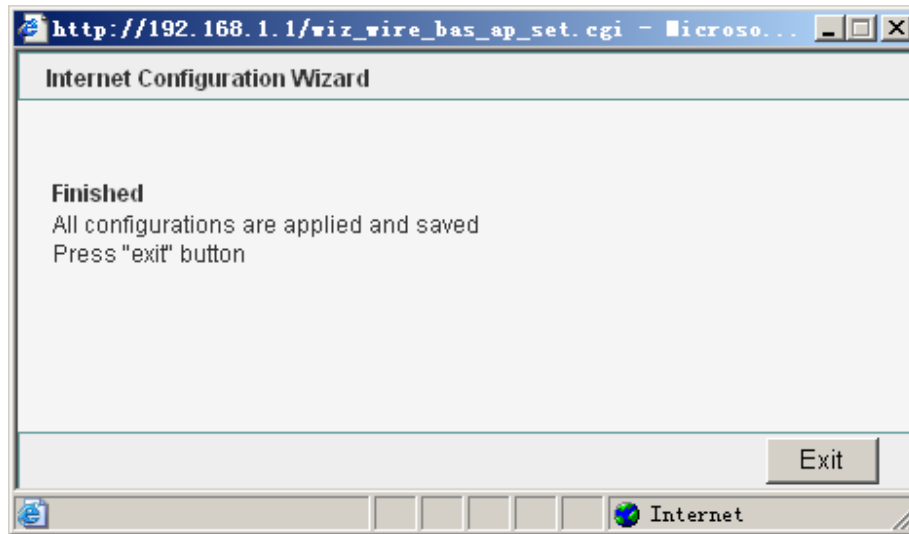 http://192.168.1.1/wiz_wire_bas_ap_set.cgi - Microso...
Internet Configuration Wizard
Finished
All configurations are applied and saved
Press "exit" button
Exit
Internet